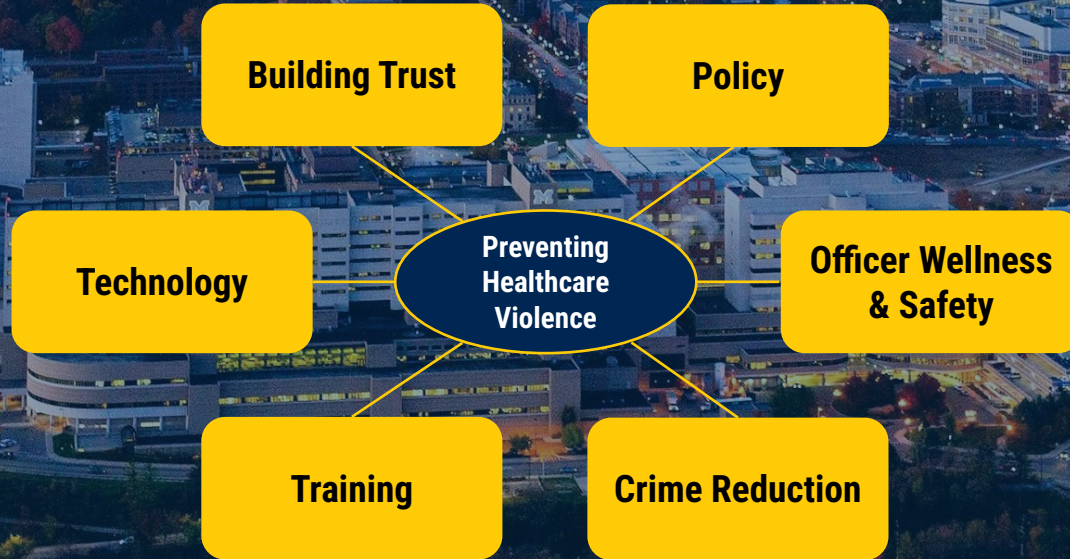 Building Trust
Policy
Technology
Preventing
Healthcare
Violence
Officer Wellness
& Safety
Training
Crime Reduction